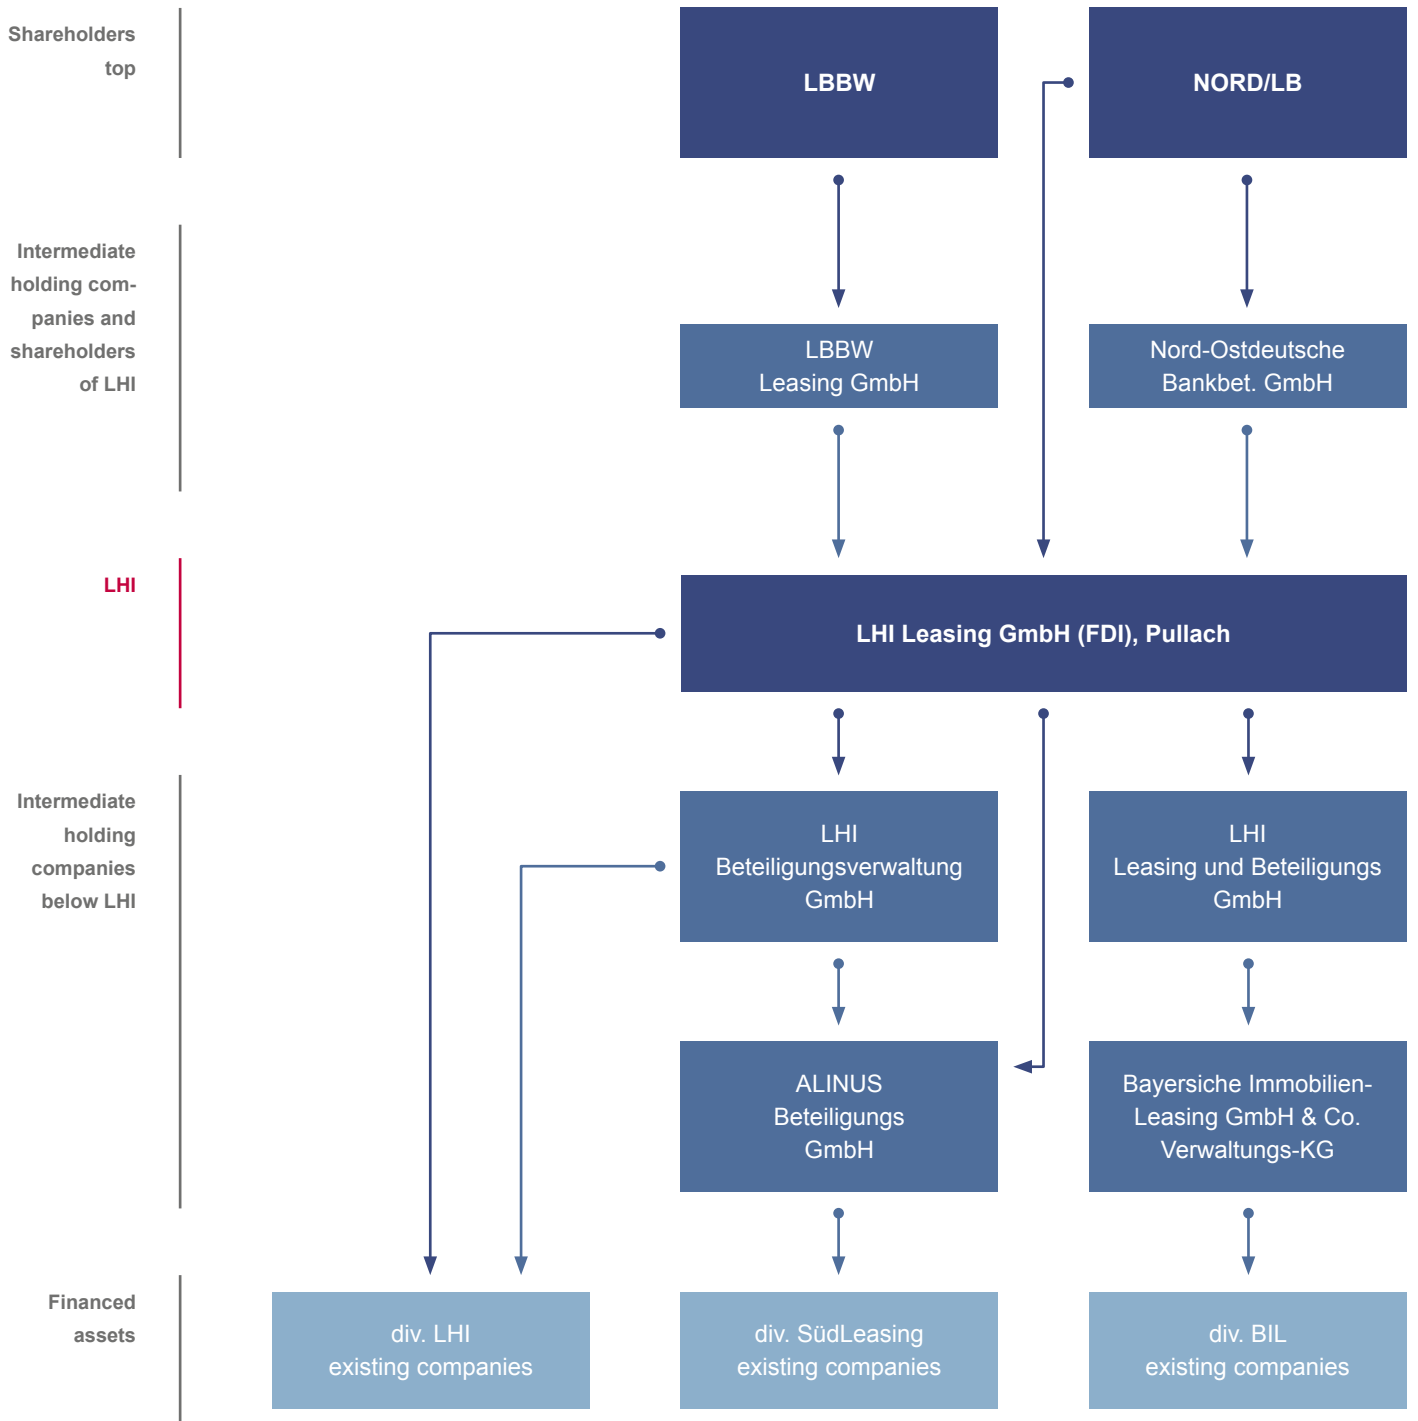 Shareholders
top
LBBW
NORD/LB
Intermediate
holding com-
panies and
shareholders
of LHI
LBBW
Leasing GmbH
Nord-Ostdeutsche
Bankbet. GmbH
LHI
LHI Leasing GmbH (FDI), Pullach
Intermediate
holding
companies
below LHI
LHI
Beteiligungsverwaltung
GmbH
LHI
Leasing und Beteiligungs
GmbH
ALINUS
Beteiligungs
GmbH
Bayersiche Immobilien-
Leasing GmbH & Co.
Verwaltungs-KG
Financed
assets
div. LHI
existing companies
div. SüdLeasing
existing companies
div. BIL
existing companies